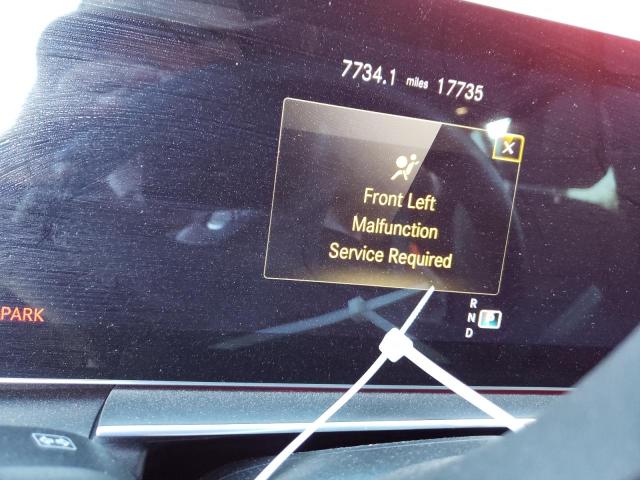 7734.1 miles 17735
X
Front Left
Malfunction
Service Required
R
N P
D
PARK